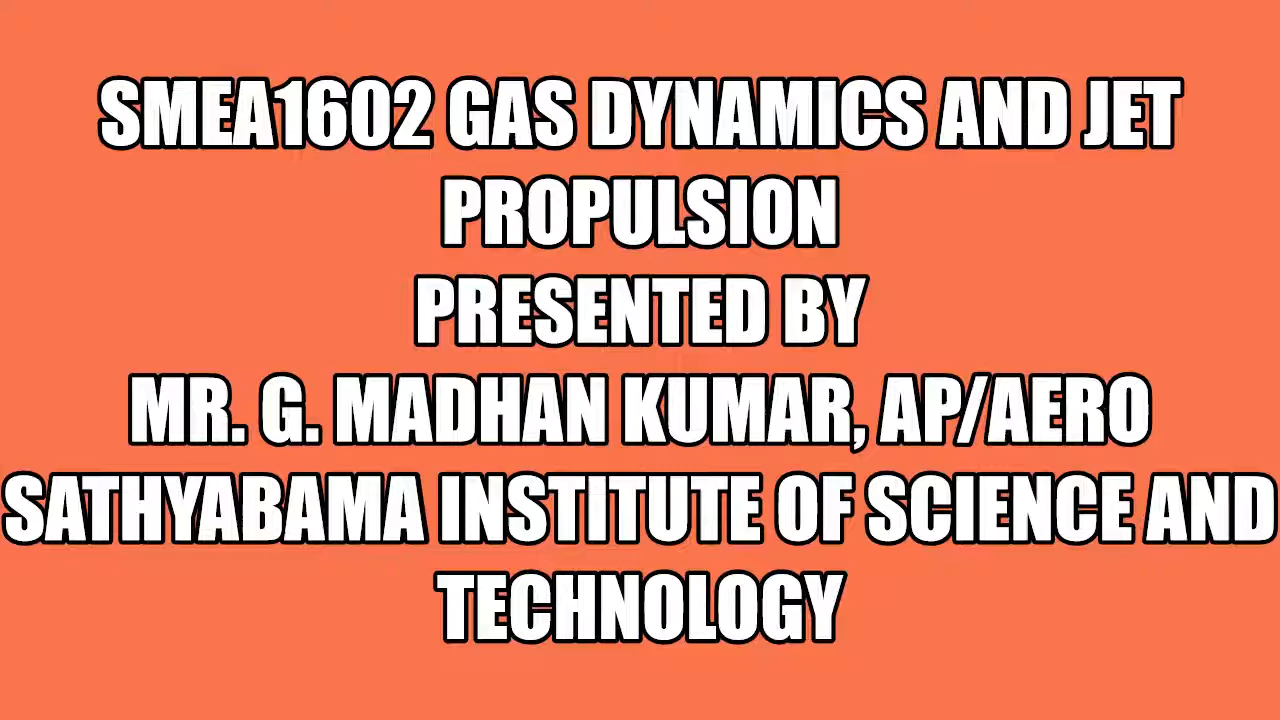 SMEA1602 GAS DYNAMICS AND JET
PROPULSION
PRESENTED BY
MR. G. MADHAN KUMAR, AP/AERO
SATHYABAMA INSTITUTE OF SCIENCE AND
TECHNOLOGY